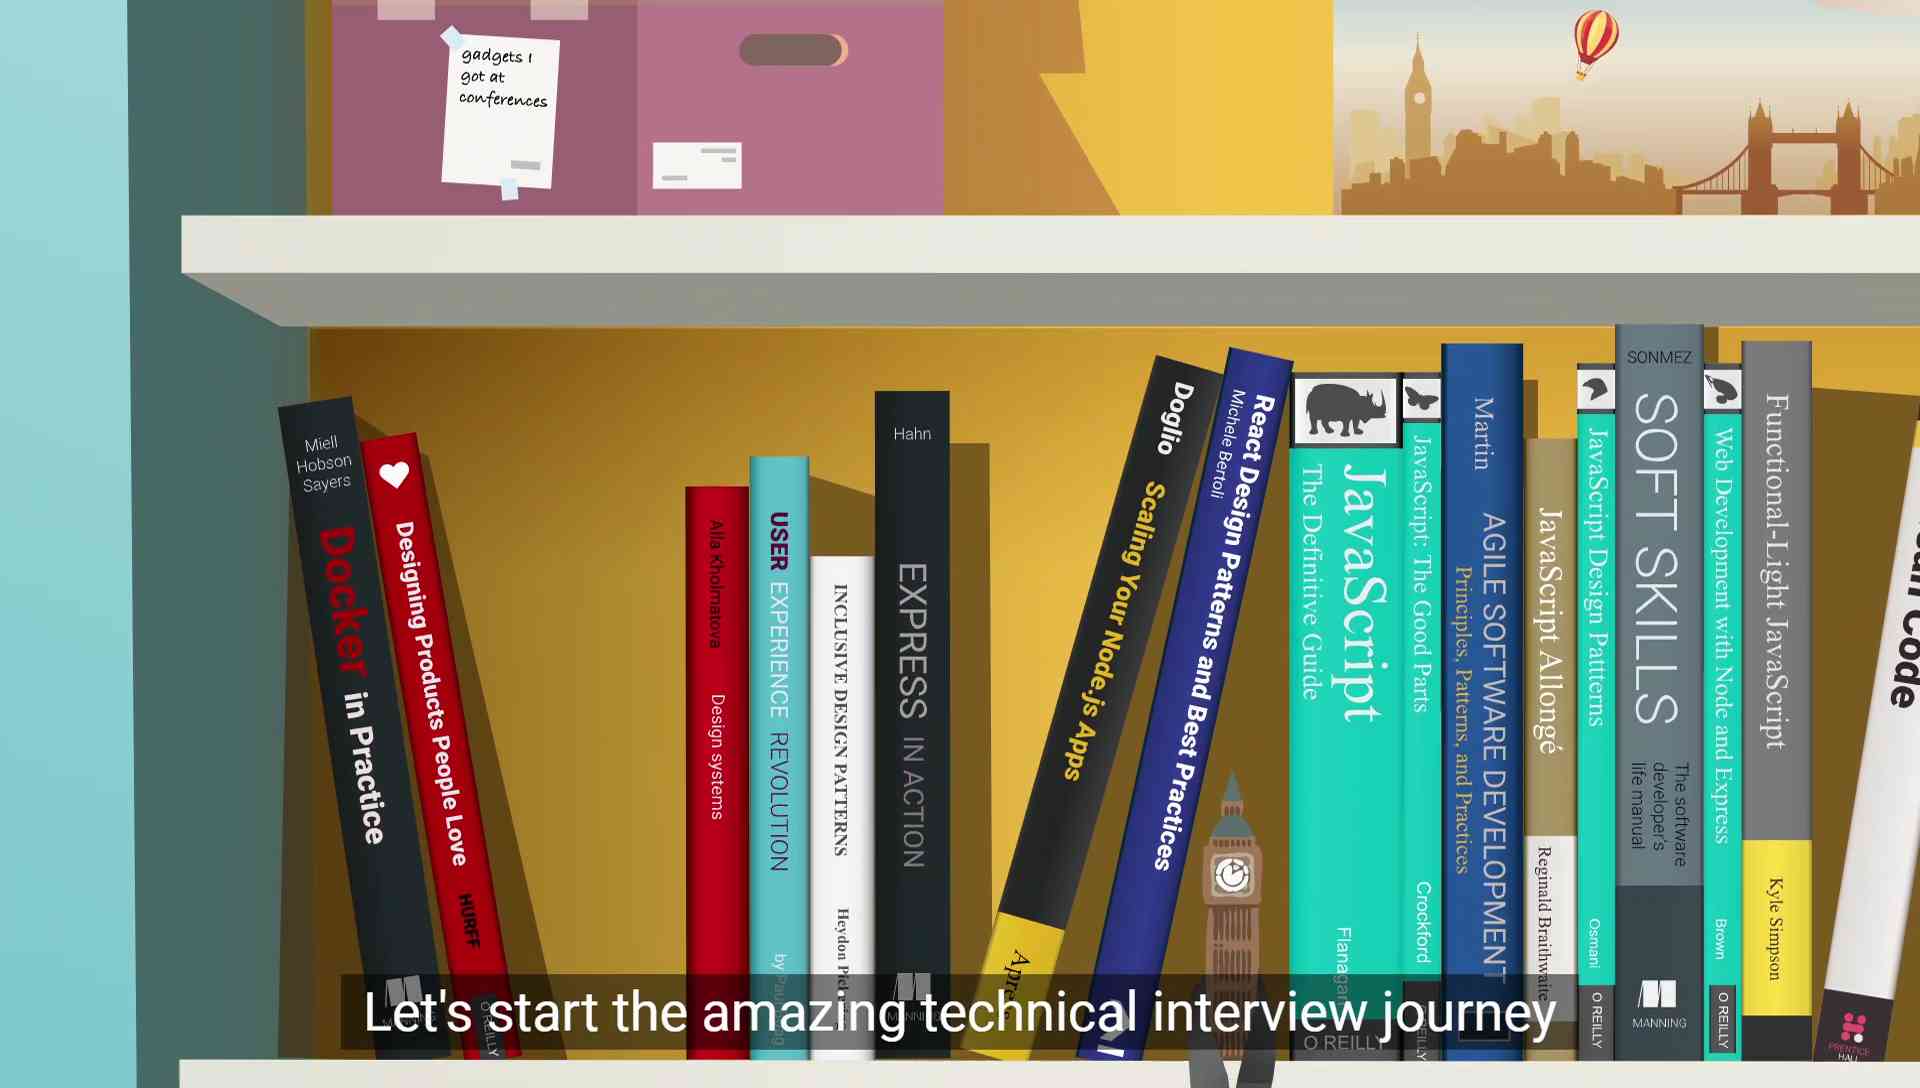 gadgets I
got at
conferences
Miell
Hobson
Sayers
Docker in Practice
Designing Products People Love
HURFF
O REILLY
Alla Kholmatova
Design systems
USER EXPERIENCE REVOLUTION
INCLUSIVE DESIGN PATTERNS
Heydon
Hahn
EXPRESS IN ACTION
MANNING
Doglio
Scaling Your Node.js Apps
React Design Patterns and Best Practices
Michele Bertoli
JavaScript
The Definitive Guide
Flanagan
O REILLY
JavaScript: The Good Parts
Crockford
Martin
AGILE SOFTWARE DEVELOPMENT
Principles, Patterns, and Practices
JavaScript Allongé
Reginald Braithwaite
JavaScript Design Patterns
Osmani
O REILLY
SONMEZ
SOFT SKILLS
The software
developer's
life manual
MANNING
Web Development with Node and Express
Brown
O REILLY
Functional-Light JavaScript
Kyle Simpson
Code
PRENTICE
HALL
Let's start the amazing technical interview journey